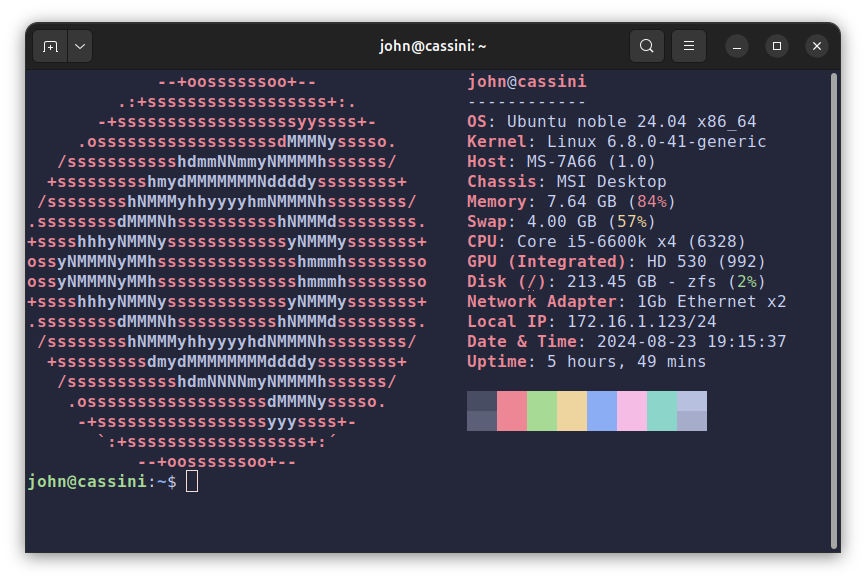 john@cassini: ~
--+oossssssoo+--
.:+ssssssssssssssssss+:.
-+ssssssssssssssssssyyssss+-
.ossssssssssssssssssdMMMNysssso.
/ssssssssssshdmmNNmmyNMMMMhssssss/
+ssssssssshmydMMMMMMMNddddyssssssss+
/sssssssshNMMMyhhyyyyhmNMMMNhssssssss/
.ssssssssdMMMNhsssssssssshNMMMdssssssss.
+sssshhhyNMMNyssssssssssssyNMMMysssssss+
ossyNMMMNyMMhsssssssssssssshmmmhssssssso
ossyNMMMNyMMhsssssssssssssshmmmhssssssso
+sssshhhyNMMNyssssssssssssyNMMMysssssss+
.ssssssssdMMMNhsssssssssshNMMMdssssssss.
/sssssssshNMMMyhhyyyyhdNMMMNhssssssss/
+sssssssssdmydMMMMMMMMddddyssssssss+
/ssssssssssshdmNNNNmyNMMMMhssssss/
.ossssssssssssssssssdMMMNysssso.
-+sssssssssssssssssyyyssss+-
`:+ssssssssssssssssss+:´
--+oossssssoo+--
john@cassini
------------
OS: Ubuntu noble 24.04 x86_64
Kernel: Linux 6.8.0-41-generic
Host: MS-7A66 (1.0)
Chassis: MSI Desktop
Memory: 7.64 GB (84%)
Swap: 4.00 GB (57%)
CPU: Core i5-6600k x4 (6328)
GPU (Integrated): HD 530 (992)
Disk (/): 213.45 GB - zfs (2%)
Network Adapter: 1Gb Ethernet x2
Local IP: 172.16.1.123/24
Date & Time: 2024-08-23 19:15:37
Uptime: 5 hours, 49 mins
john@cassini:~$